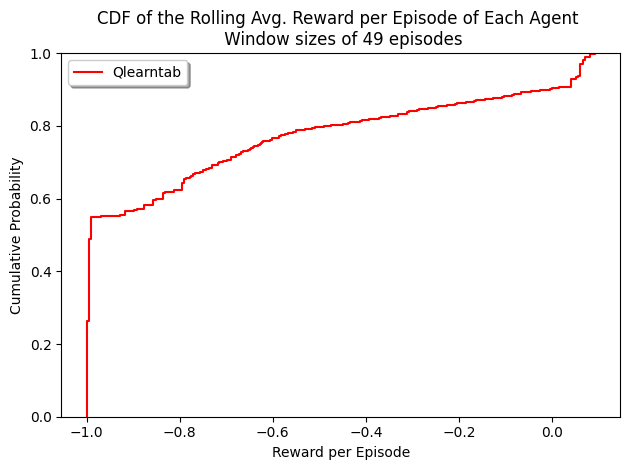 CDF of the Rolling Avg. Reward per Episode of Each Agent
Window sizes of 49 episodes
Qlearntab
Cumulative Probability
1.0
0.8
0.6
0.4
0.2
0.0
−1.0 −0.8 −0.6 −0.4 −0.2 0.0
Reward per Episode